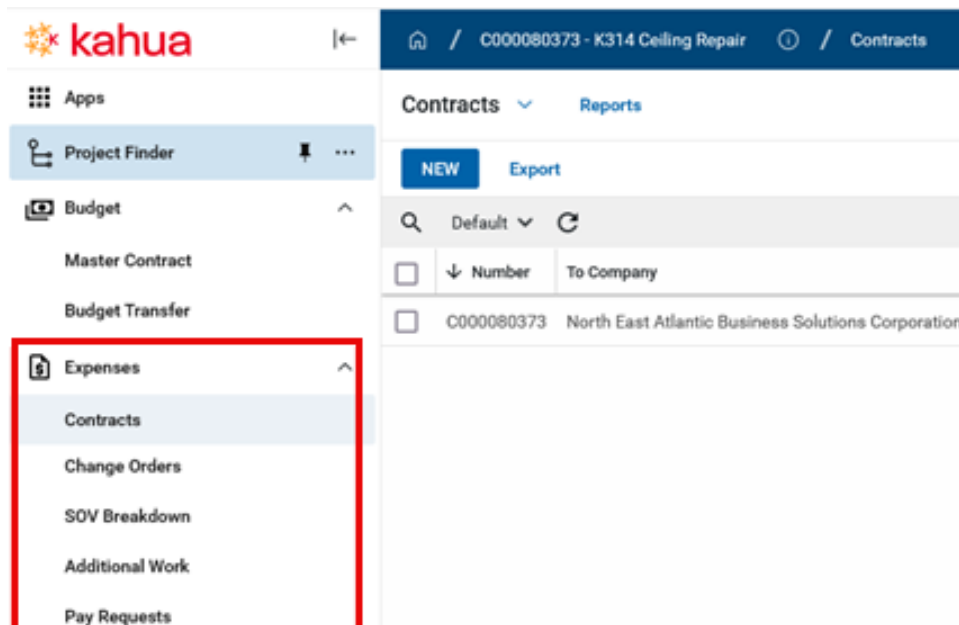 kahua
Apps
Project Finder
Budget
Master Contract
Budget Transfer
Expenses
Contracts
Change Orders
SOV Breakdown
Additional Work
Pay Requests
/ C000080373 - K314 Ceiling Repair / Contracts
Contracts Reports
NEW Export
Default
Number To Company
C000080373 North East Atlantic Business Solutions Corporation